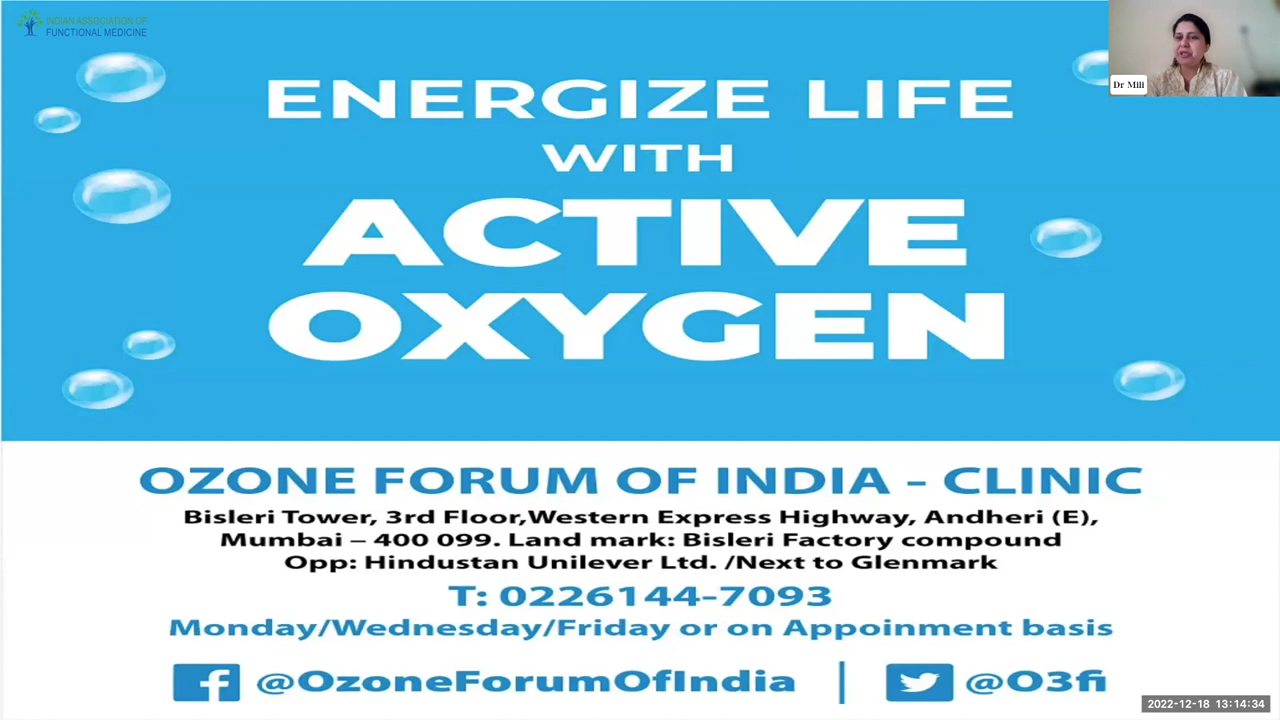 INDIAN ASSOCIATION OF
FUNCTIONAL MEDICINE
Dr Mili
ENERGIZE LIFE
WITH
ACTIVE
OXYGEN
OZONE FORUM OF INDIA - CLINIC
Bisleri Tower, 3rd Floor,Western Express Highway, Andheri (E),
Mumbai – 400 099. Land mark: Bisleri Factory compound
Opp: Hindustan Unilever Ltd. /Next to Glenmark
T: 0226144-7093
Monday/Wednesday/Friday or on Appoinment basis
@OzoneForumOfIndia | @O3fi
2022-12-18 13:14:34